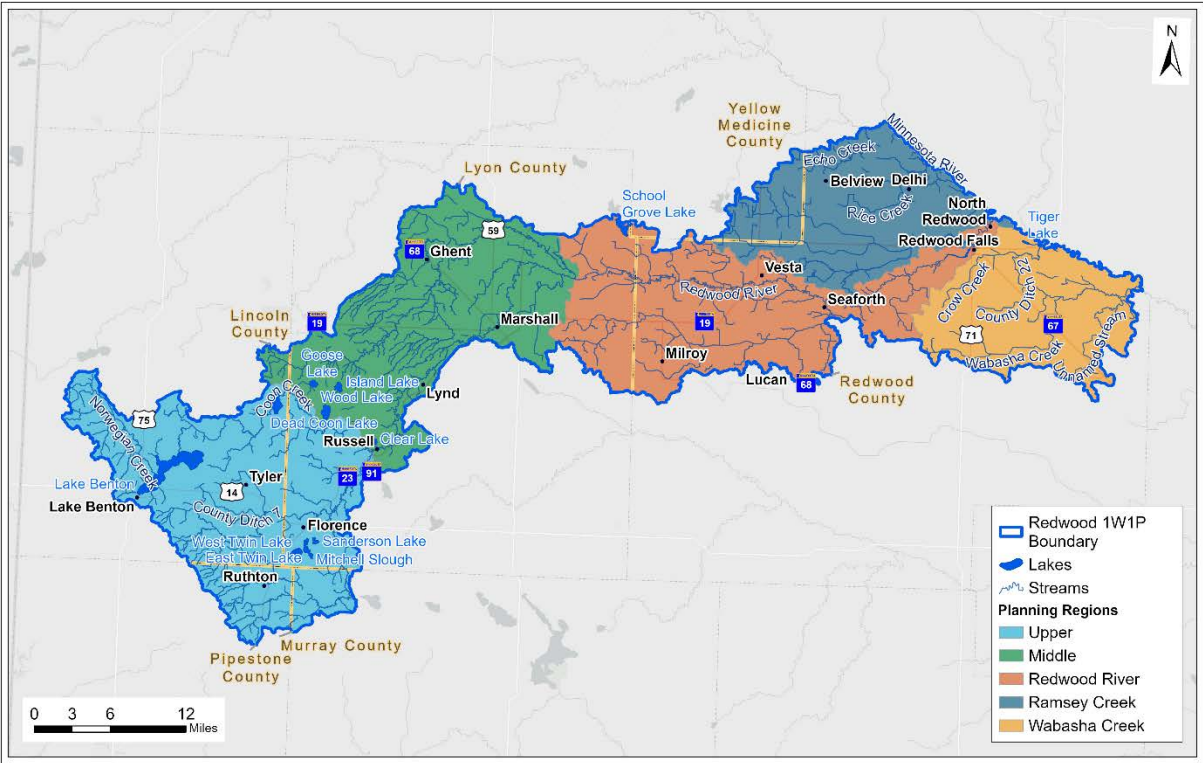 N
Yellow
Medicine
County
Minnesota River
Echo Creek
Belview
Delhi
Rice Creek
North
Redwood
Tiger
Lake
Redwood Falls
Lyon County
School
Grove Lake
59
68
Ghent
Vesta
Redwood River
Crow Creek
County Ditch 22
Seaforth
Lincoln
County
19
Marshall
19
67
71
Wabasha Creek
Unnamed Stream
Goose
Lake
Milroy
Island Lake
Wood Lake
Lynd
Lucan
68
Redwood
County
Coon Creek
Norwegian Creek
75
Dead Coon Lake
Russell
Clear Lake
23
91
Lake Benton
Lake Benton
Tyler
14
County Ditch 7
Florence
West Twin Lake
Sanderson Lake
East Twin Lake
Mitchell Slough
Ruthton
Murray County
Pipestone
County
0 3 6 12
Miles
Redwood 1W1P
Boundary
Lakes
Streams
Planning Regions
Upper
Middle
Redwood River
Ramsey Creek
Wabasha Creek